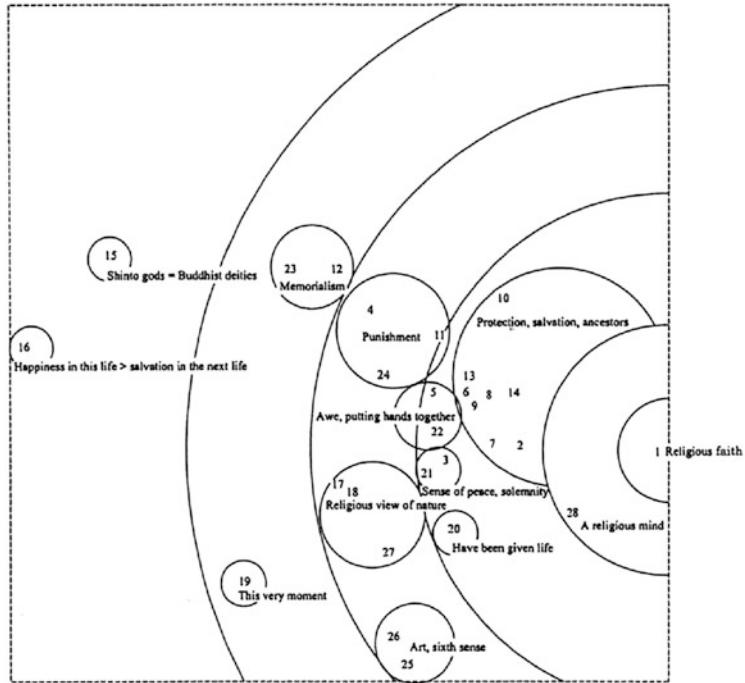 15
Shinto gods = Buddhist deities
23 12
Memorialism
10
Protection, salvation, ancestors
4
11
Punishment
16
Happiness in this life > salvation in the next life
24
13
5
6 8 14
9
Awe, putting hands together
22
7 2
1 Religious faith
3
21
Sense of peace, solemnity
17
18
Religious view of nature
28
A religious mind
20
Have been given life
27
19
This very moment
26
Art, sixth sense
25